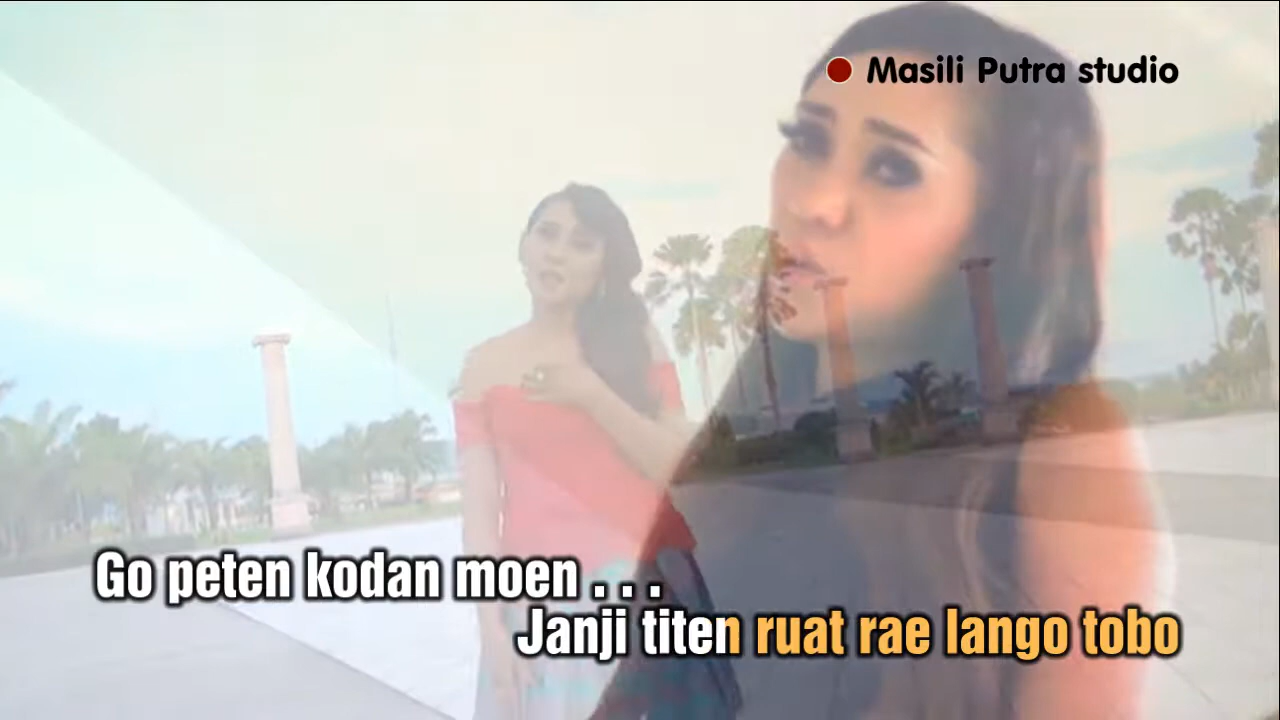 Masili Putra studio
Go peten kodan moen . . .
Janji titen ruat rae lango tobo